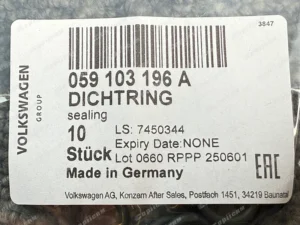 3847
VOLKSWAGEN
GROUP
059 103 196 A
DICHTRING
sealing
10 LS: 7450344
Expiry Date: NONE
Stück Lot 0660 RPPP 250601
Made in Germany
EAC
Volkswagen AG, Konzern After Sales, Postfach 1451, 34219 Baunatal